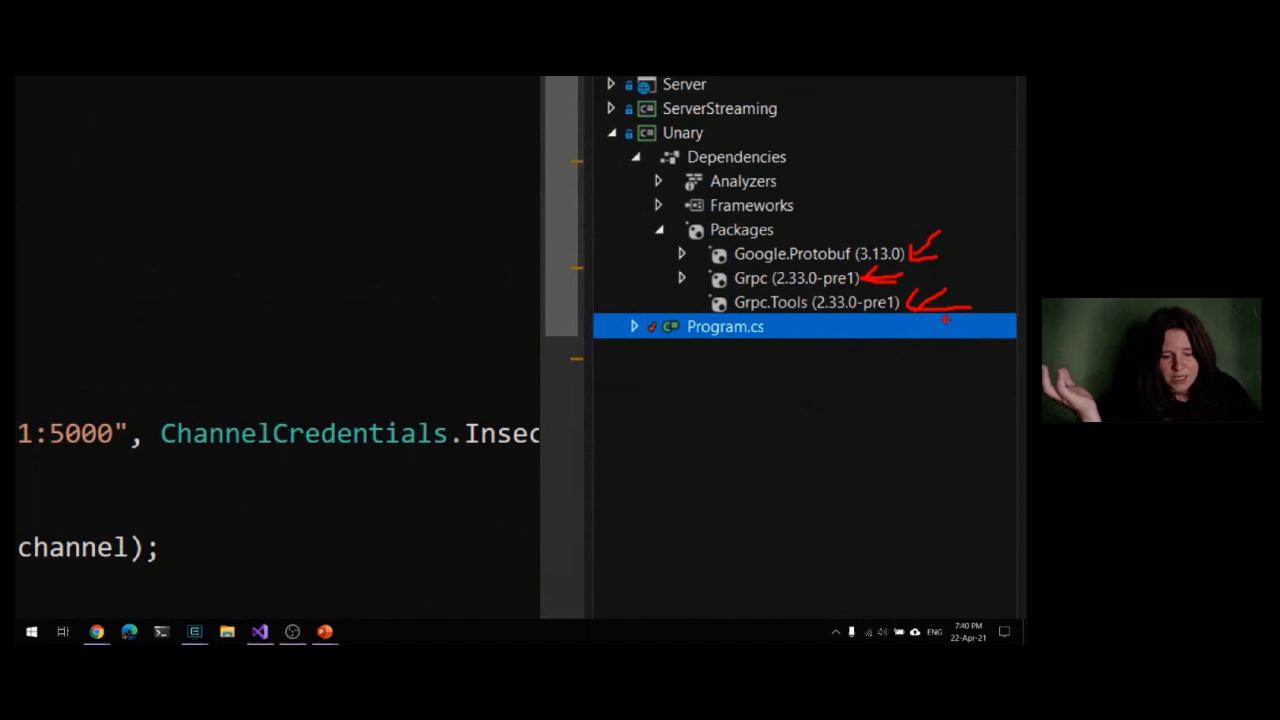 Server
ServerStreaming
Unary
Dependencies
Analyzers
Frameworks
Packages
Google.Protobuf (3.13.0)
Grpc (2.33.0-pre1)
Grpc.Tools (2.33.0-pre1)
Program.cs
1:5000", ChannelCredentials.Insec
channel);
ENG
7:40 PM
22-Apr-21